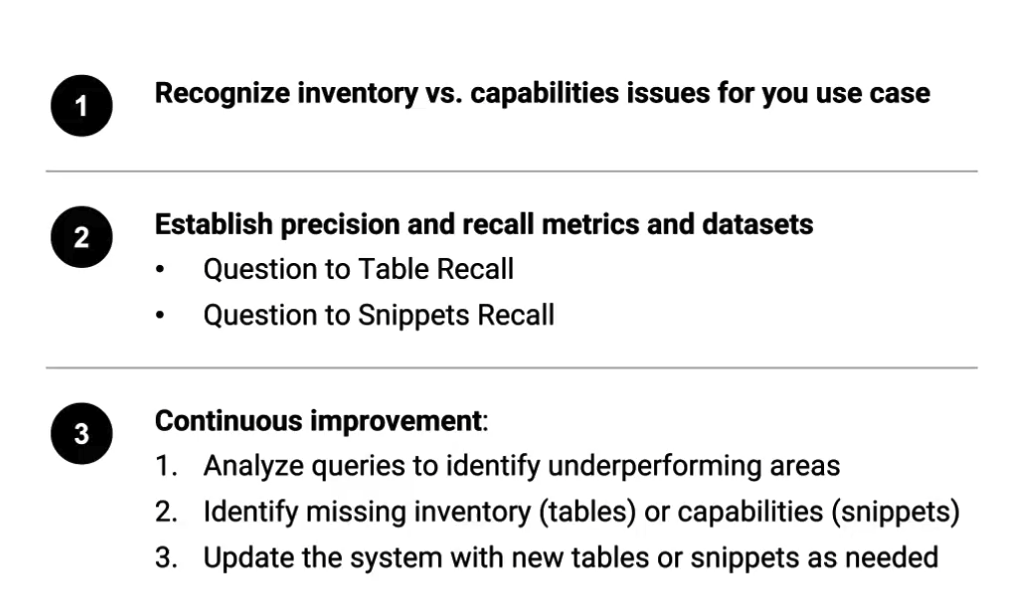 1
Recognize inventory vs. capabilities issues for you use case
2
Establish precision and recall metrics and datasets
• Question to Table Recall
• Question to Snippets Recall
3
Continuous improvement:
1. Analyze queries to identify underperforming areas
2. Identify missing inventory (tables) or capabilities (snippets)
3. Update the system with new tables or snippets as needed